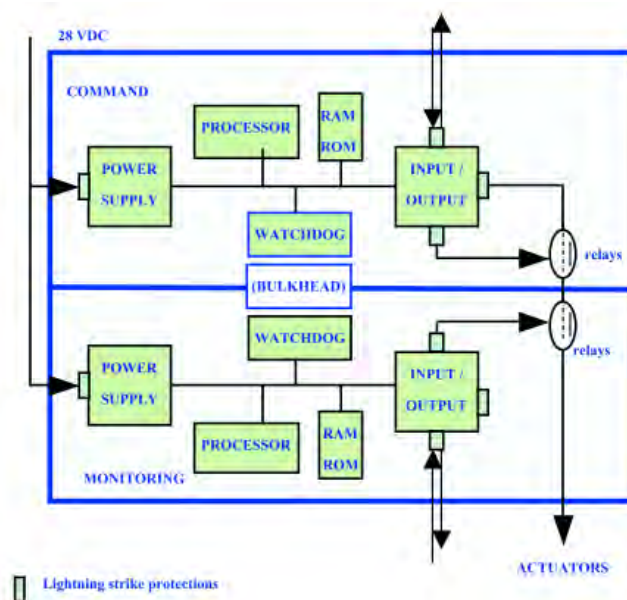 28 VDC
COMMAND
PROCESSOR
RAM
ROM
POWER
SUPPLY
INPUT /
OUTPUT
WATCHDOG
relays
(BULKHEAD)
WATCHDOG
relays
POWER
SUPPLY
INPUT /
OUTPUT
PROCESSOR
RAM
ROM
MONITORING
ACTUATORS
Lightning strike protections